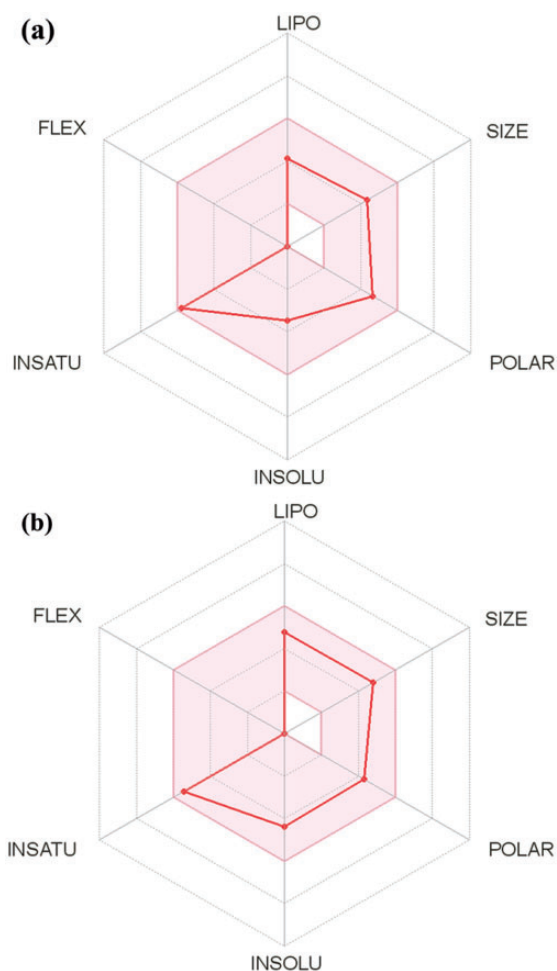 (a)
LIPO
FLEX
SIZE
INSATU
POLAR
INSOLU
(b)
LIPO
FLEX
SIZE
INSATU
POLAR
INSOLU